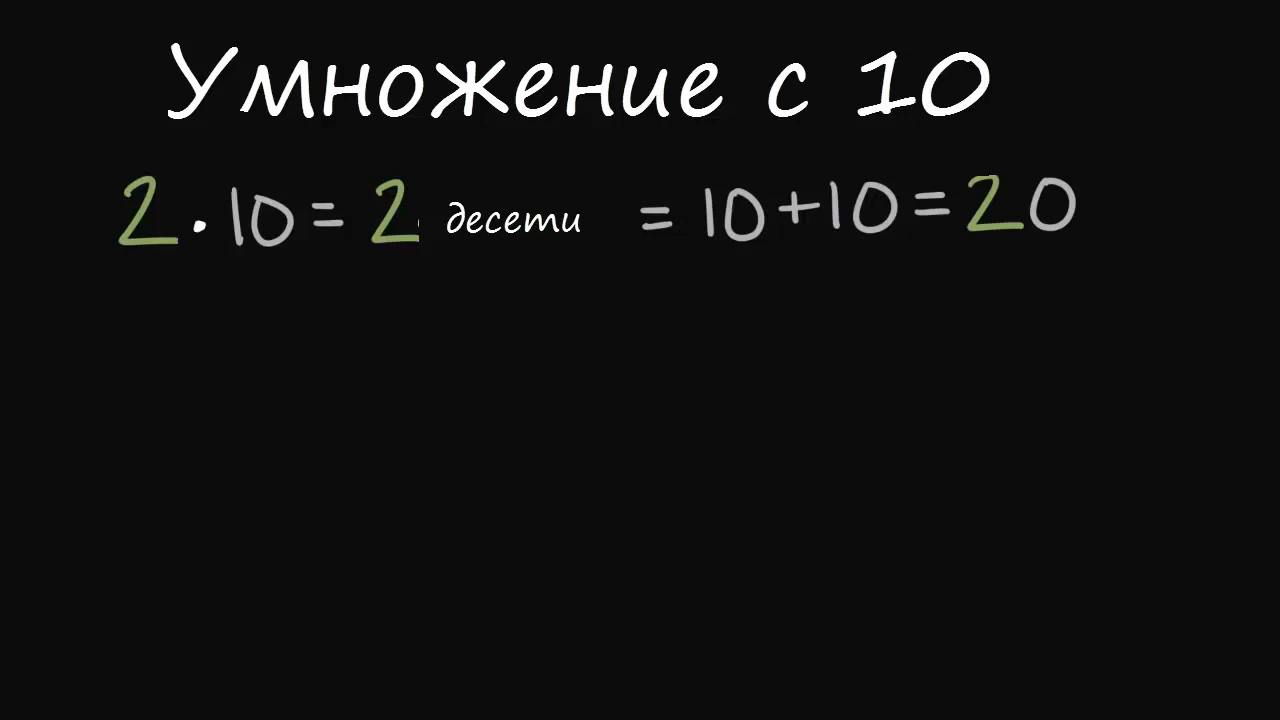 Умножение с 10
2 · 10 = 2 десети = 10 + 10 = 20